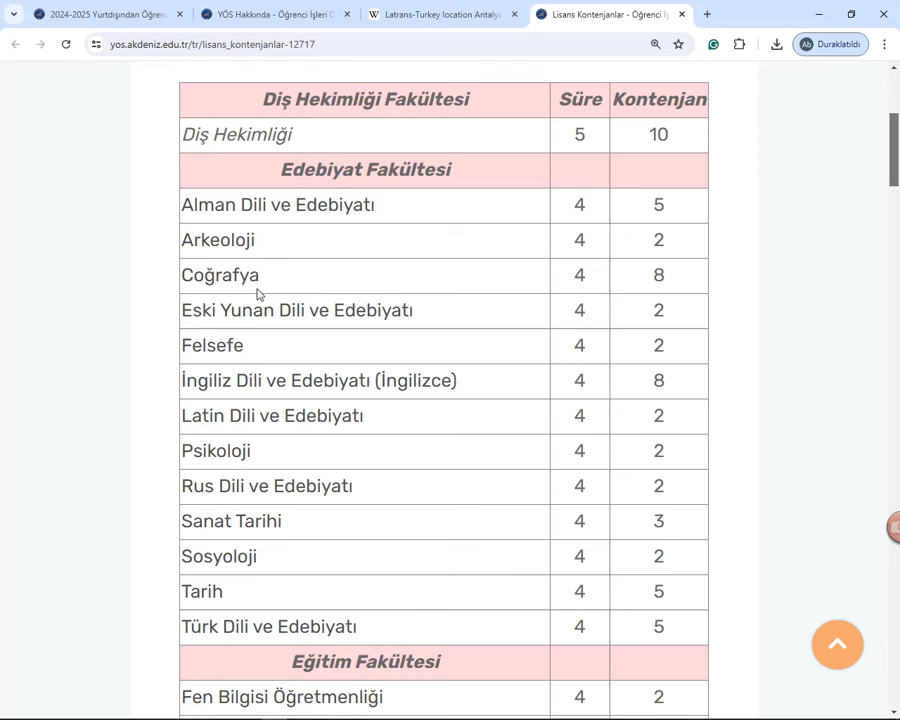 2024-2025 Yurtdışından Öğren
YÖS Hakkında - Öğrenci İşleri D
Latrans-Turkey location Antalya
Lisans Kontenjanlar - Öğrenci İş
yos.akdeniz.edu.tr/tr/lisans_kontenjanlar-12717
Ab Duraklatıldı
Diş Hekimliği Fakültesi Süre Kontenjan
Diş Hekimliği 5 10
Edebiyat Fakültesi
Alman Dili ve Edebiyatı 4 5
Arkeoloji 4 2
Coğrafya 4 8
Eski Yunan Dili ve Edebiyatı 4 2
Felsefe 4 2
İngiliz Dili ve Edebiyatı (İngilizce) 4 8
Latin Dili ve Edebiyatı 4 2
Psikoloji 4 2
Rus Dili ve Edebiyatı 4 2
Sanat Tarihi 4 3
Sosyoloji 4 2
Tarih 4 5
Türk Dili ve Edebiyatı 4 5
Eğitim Fakültesi
Fen Bilgisi Öğretmenliği 4 2